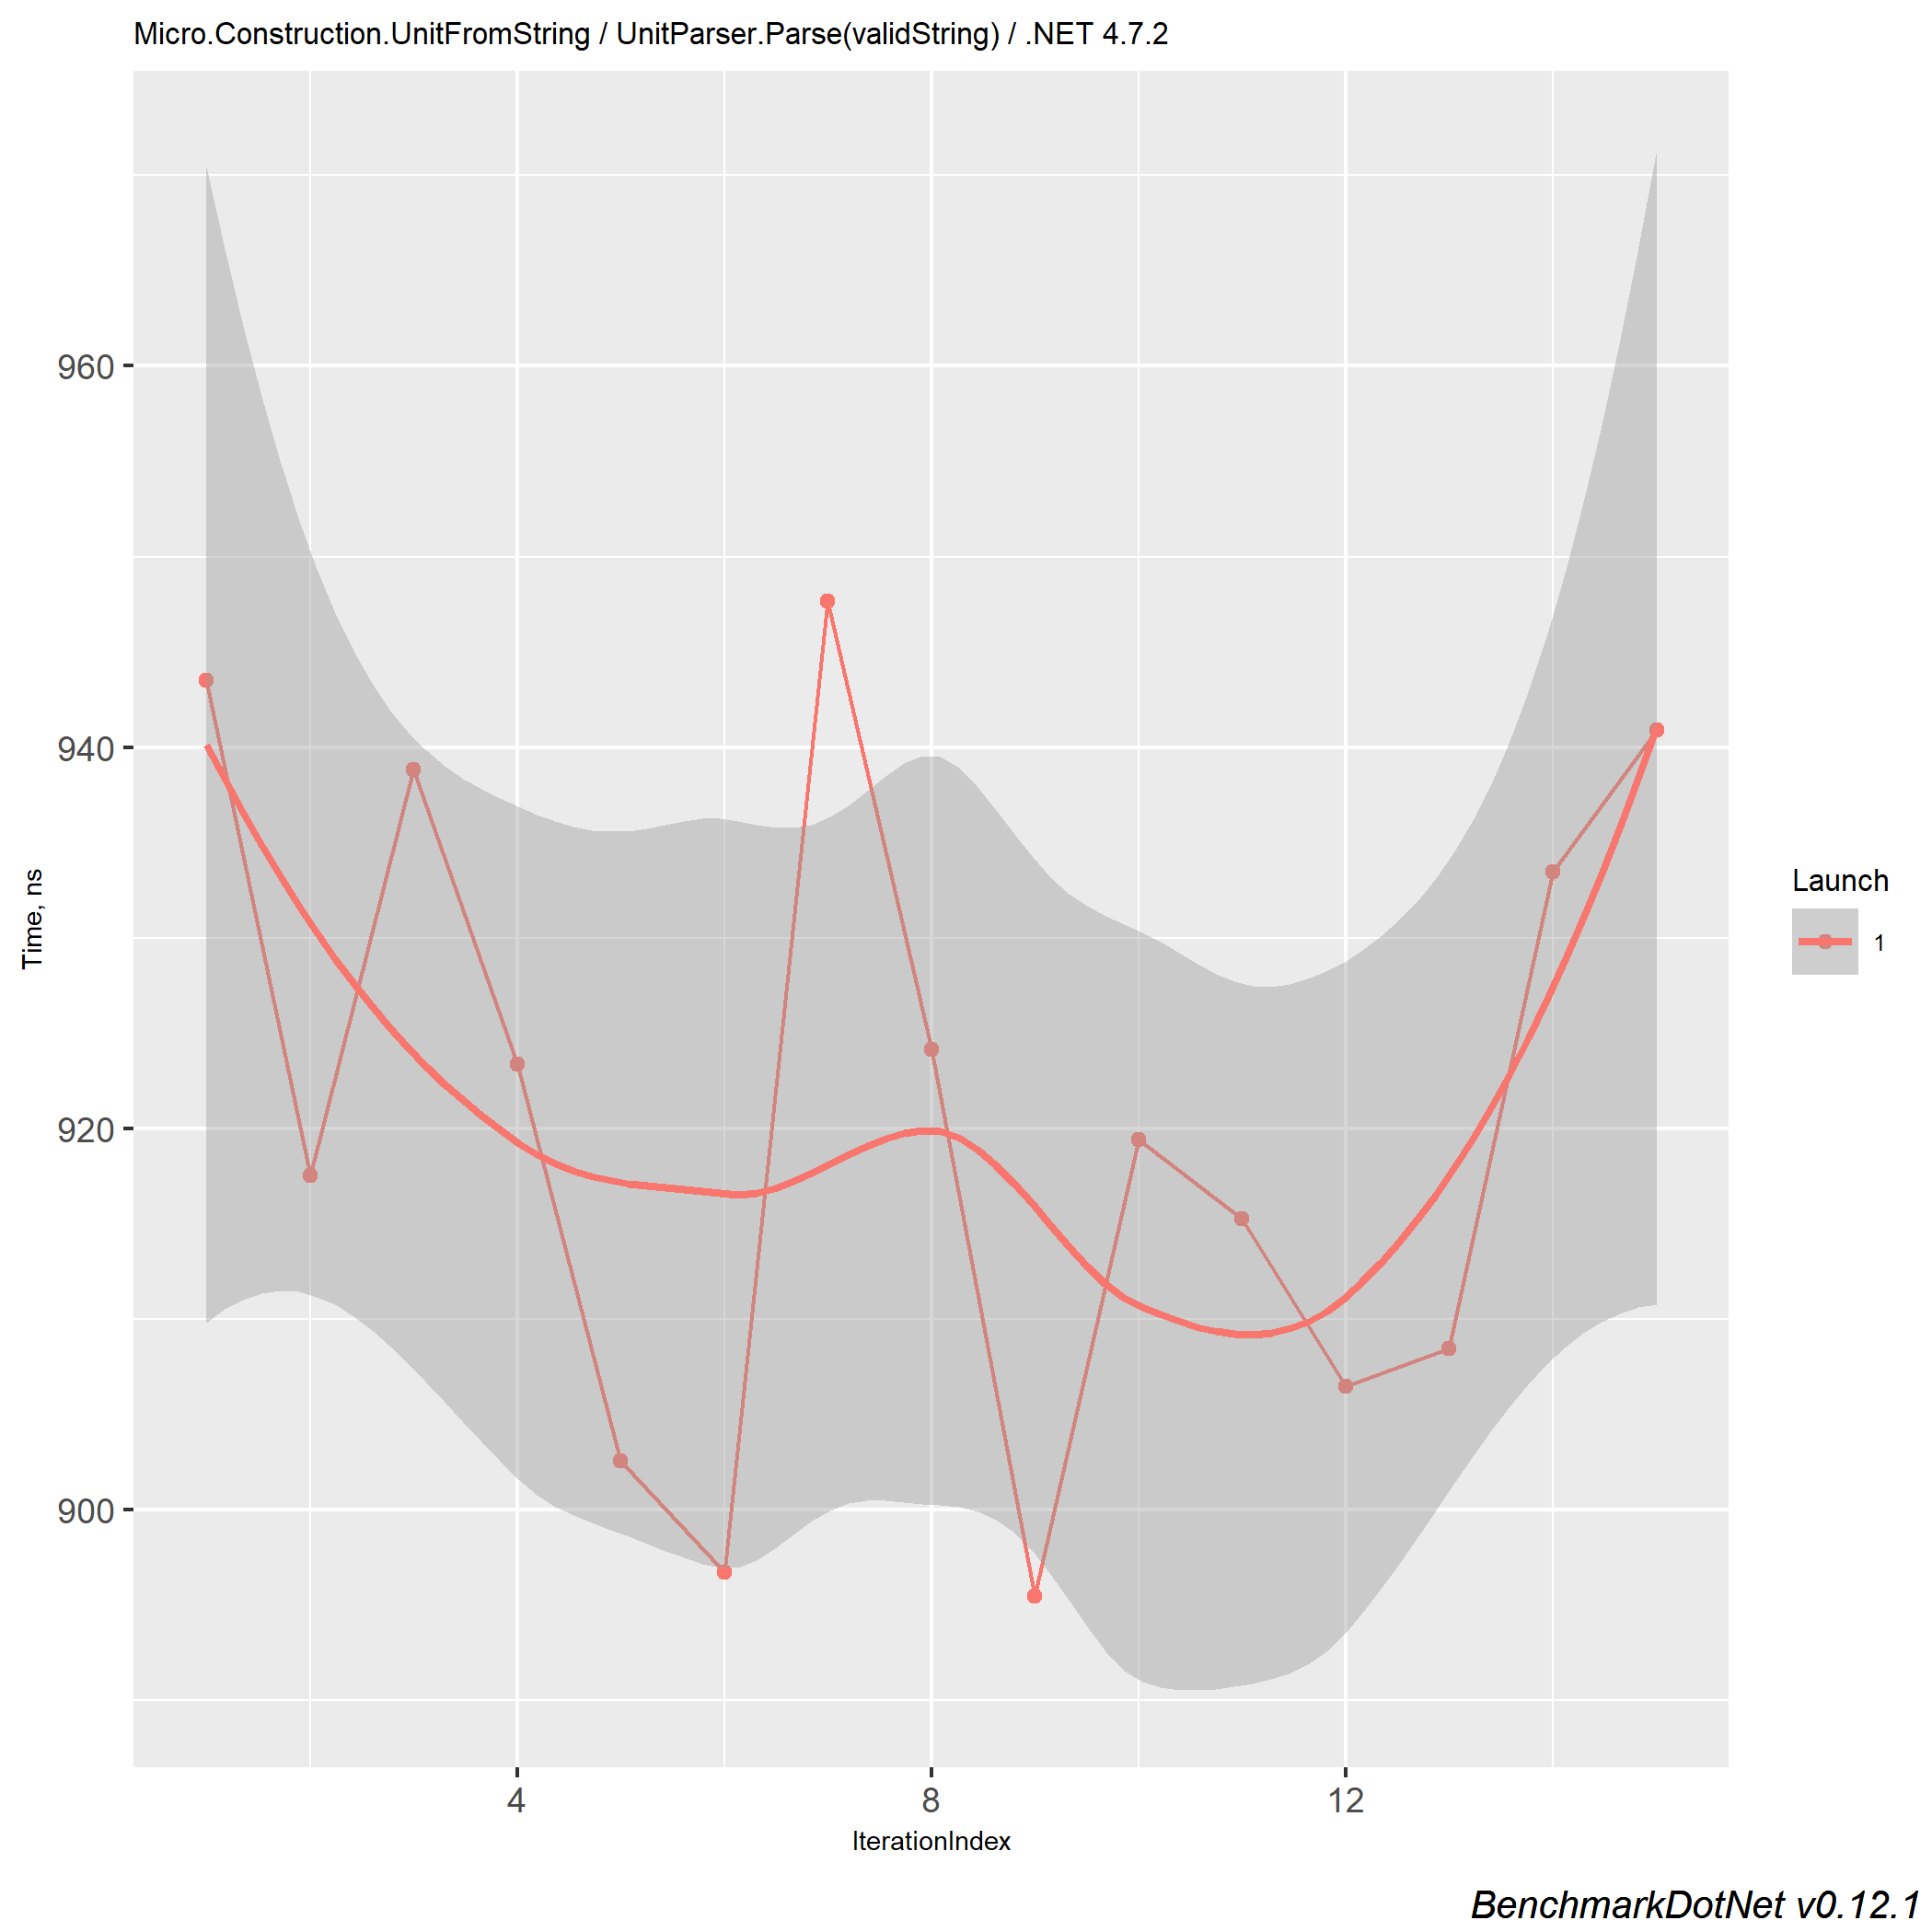 Micro.Construction.UnitFromString / UnitParser.Parse(validString) / .NET 4.7.2
960
940
920
900
Time, ns
4
8
12
IterationIndex
Launch
1
BenchmarkDotNet v0.12.1